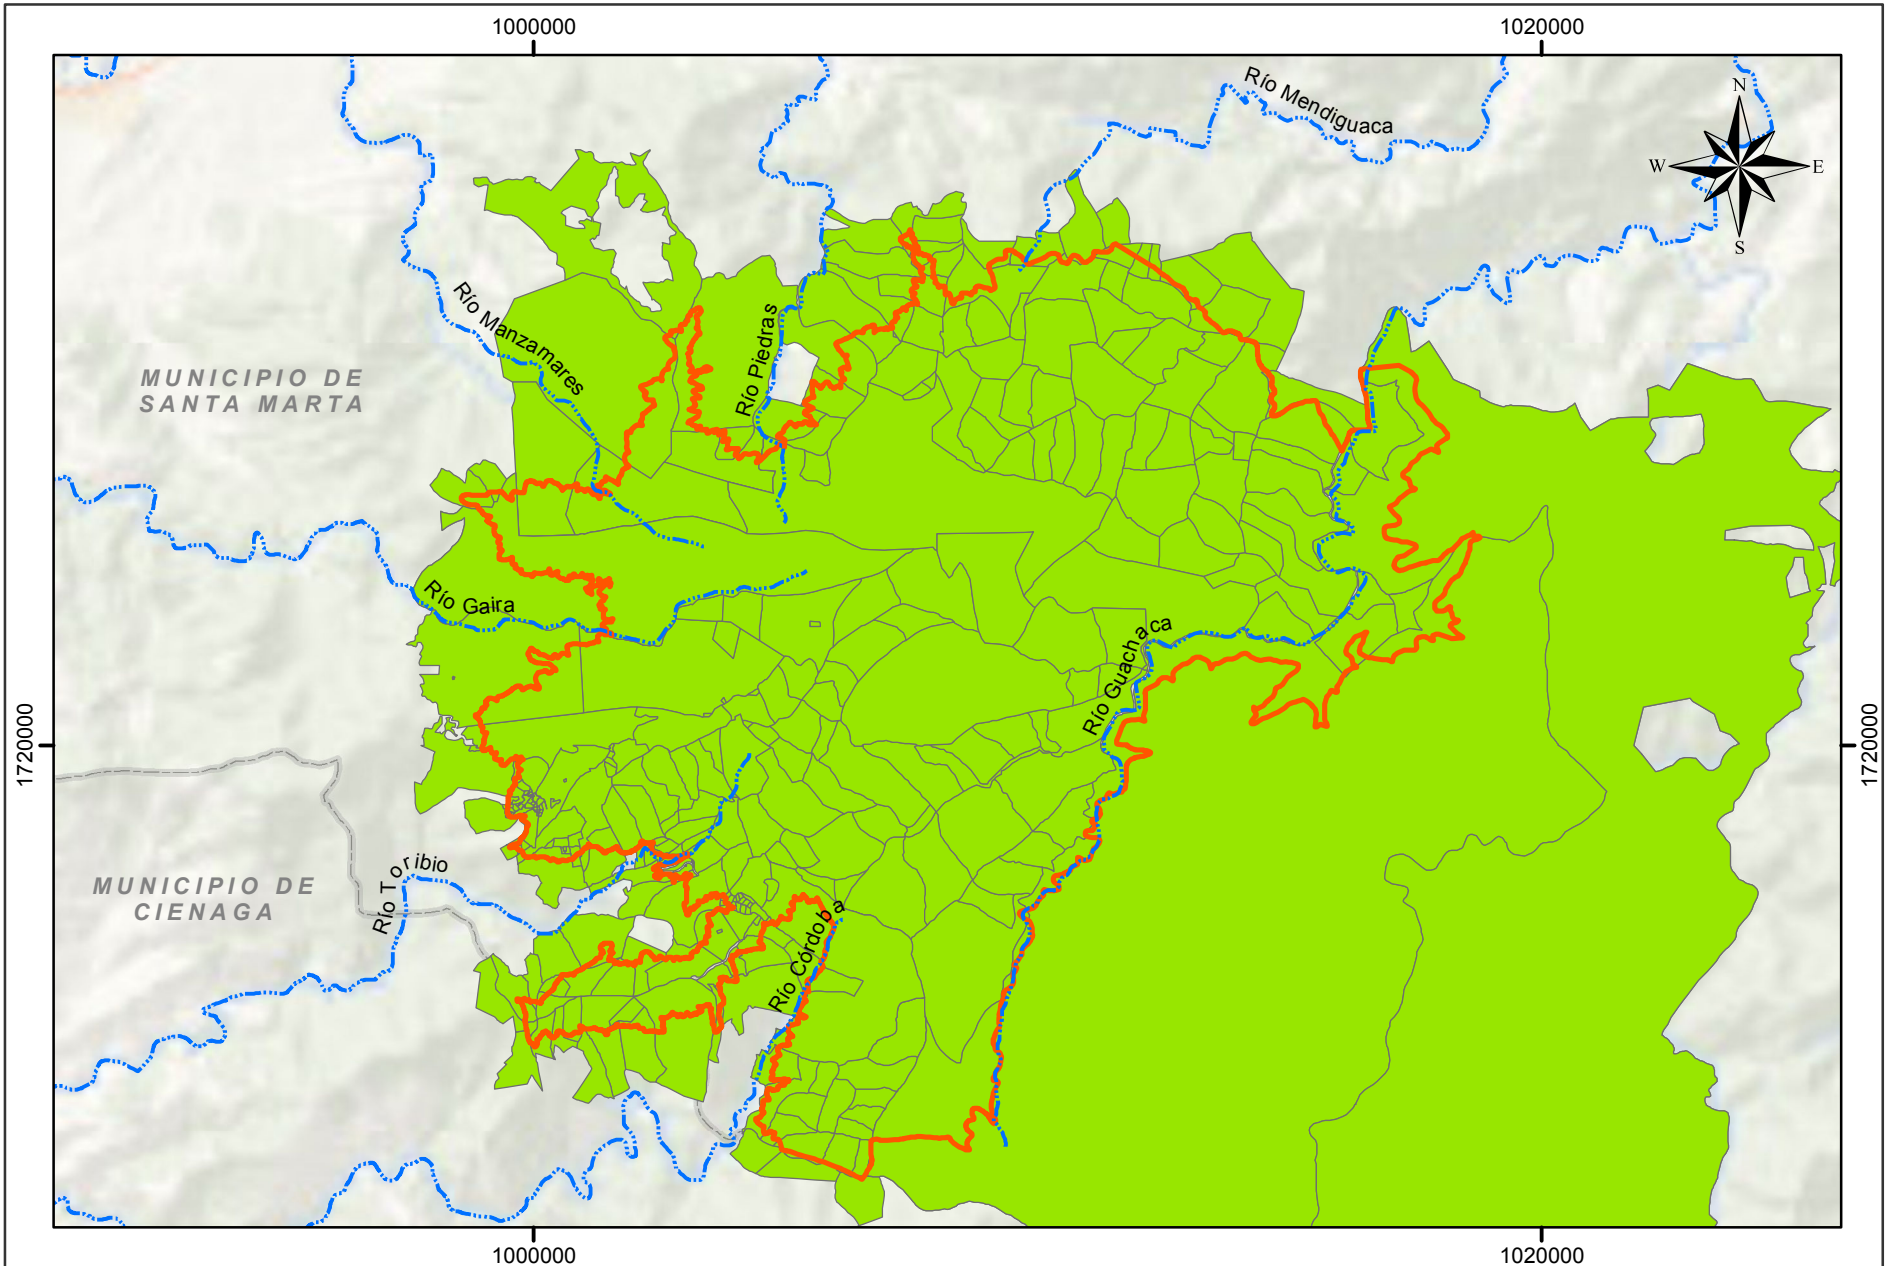 1000000
1020000
Río Mendiguaca
N
W
E
S
Río Manzamares
Río Piedras
MUNICIPIO DE
SANTA MARTA
Río Gaira
Río Guachaca
1720000
1720000
Río Toribio
MUNICIPIO DE
CIENAGA
Río Córdoba
1000000
1020000